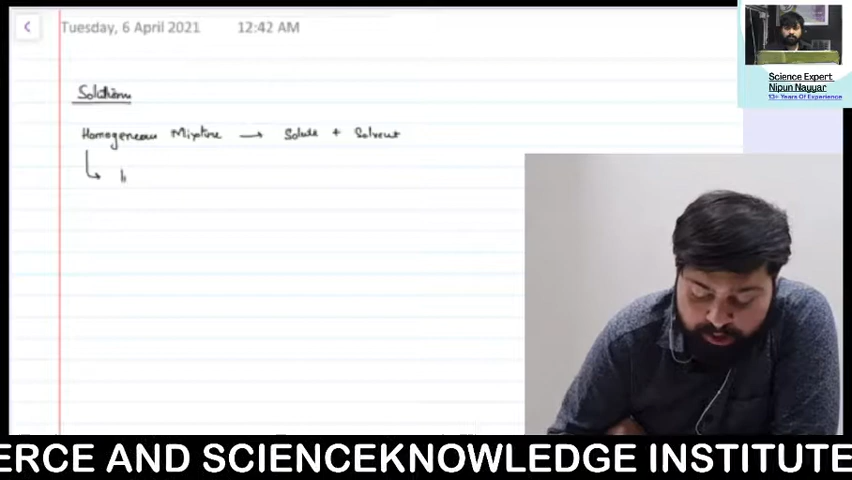 Tuesday, 6 April 2021 12:42 AM
Science Expert
Nipun Nayyar
13+ Years Of Experience
Solutions
Homogeneous Mixture → Solute + Solvent
ERCE AND SCIENCEKNOWLEDGE INSTITUTE